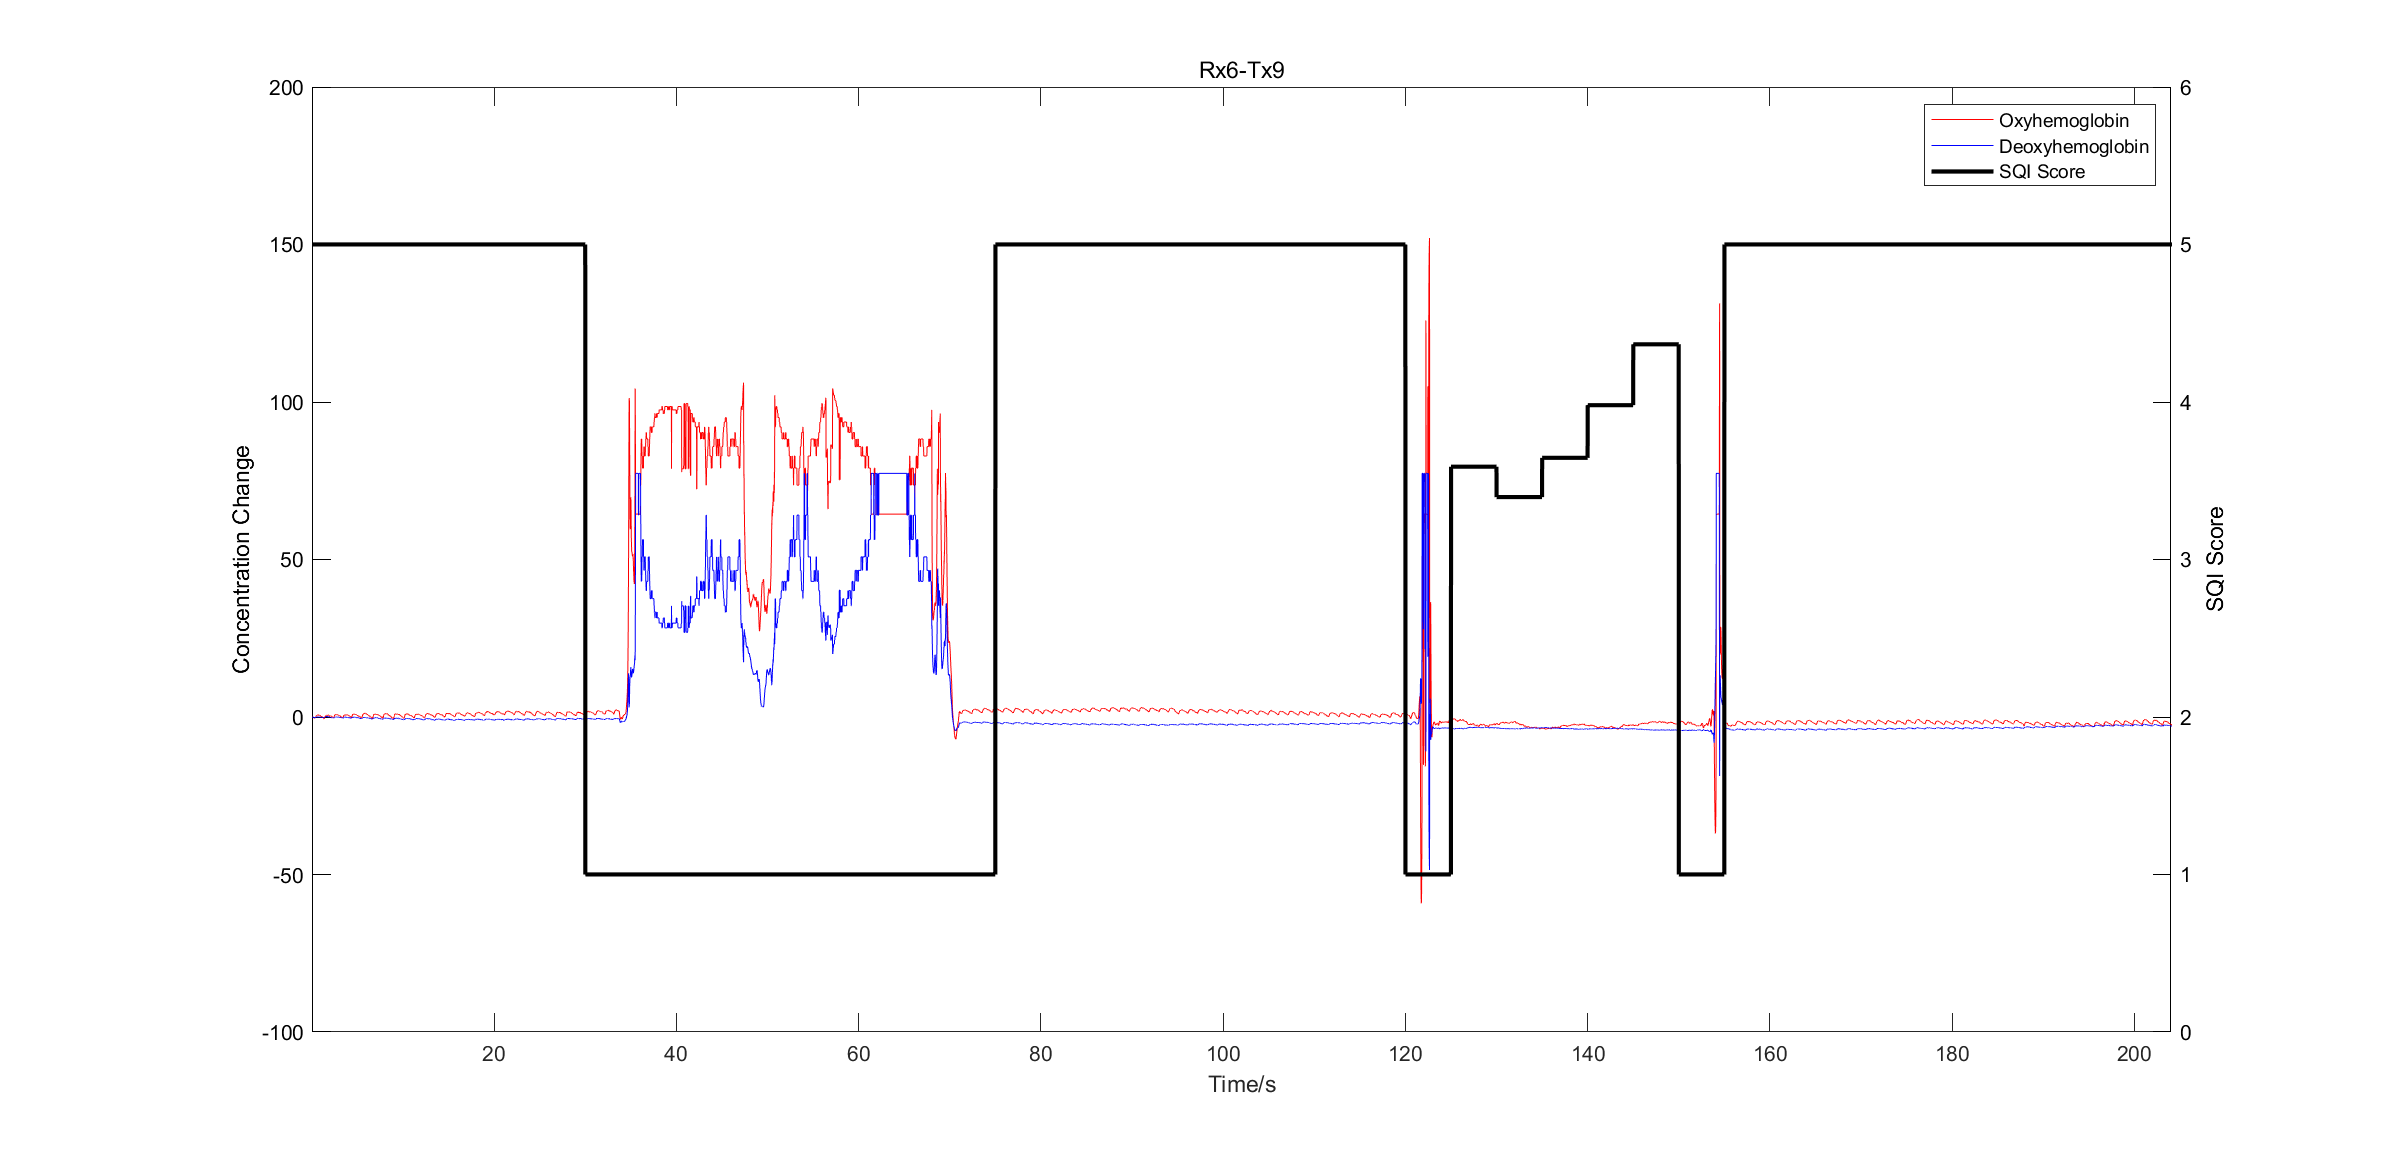 Rx6-Tx9
200
150
100
50
0
-50
-100
Concentration Change
6
5
4
3
2
1
0
SQI Score
Oxyhemoglobin
Deoxyhemoglobin
SQI Score
20 40 60 80 100 120 140 160 180 200
Time/s